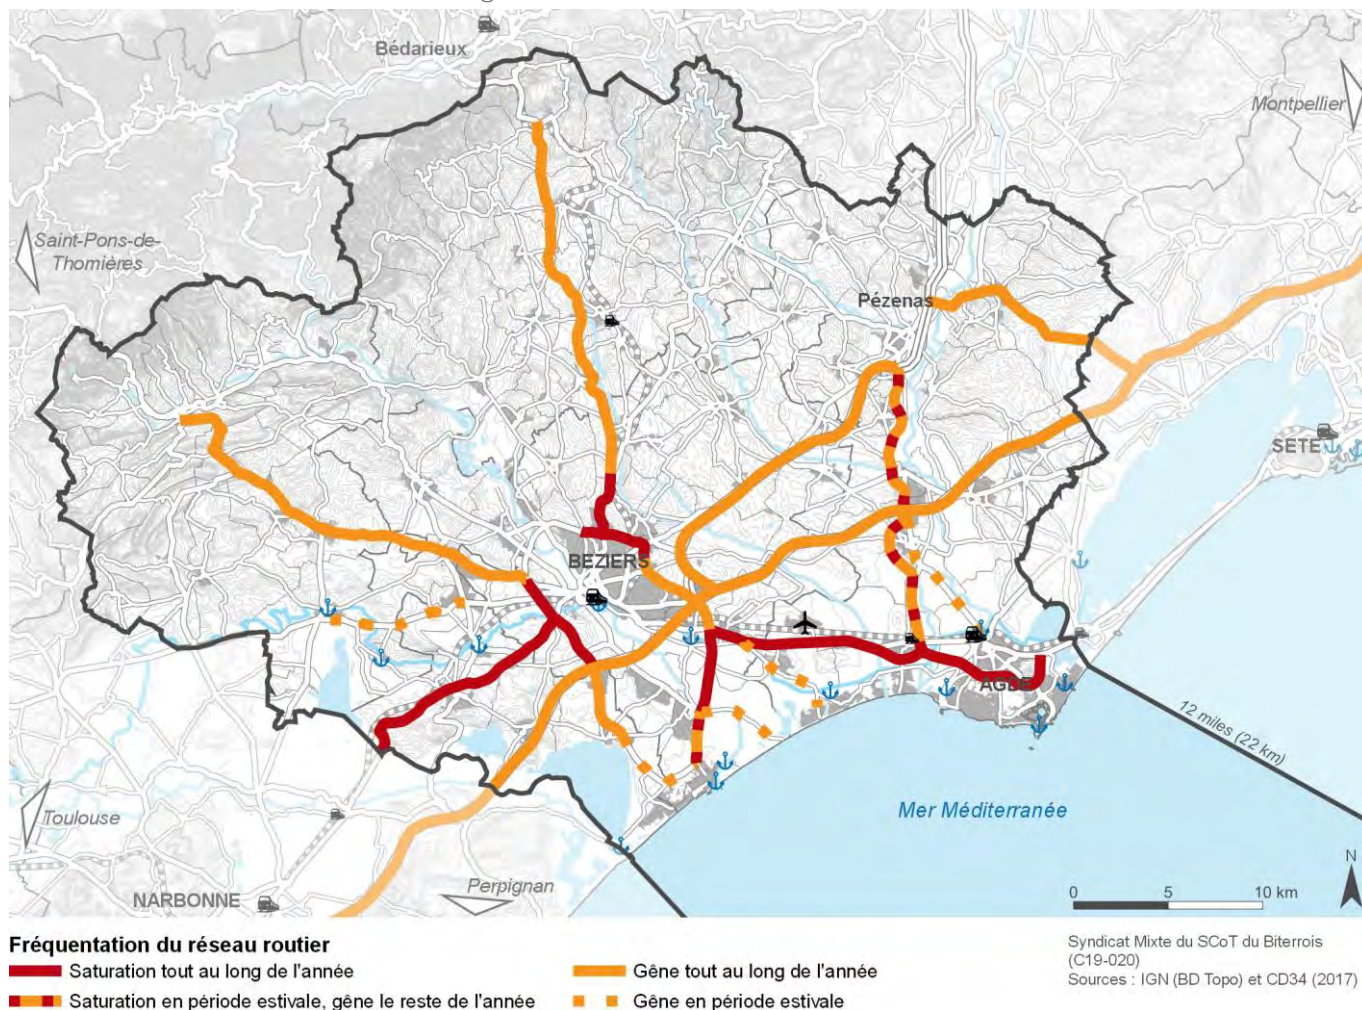 Bédarieux
Montpellier
Saint-Pons-de-
Thomières
Pézenas
SETE
BEZIERS
AGDE
12 miles (22 km)
Mer Méditerranée
Toulouse
NARBONNE
Perpignan
N
0 5 10 km
Fréquentation du réseau routier
Saturation tout au long de l'année
Gêne tout au long de l'année
Saturation en période estivale, gêne le reste de l'année
Gêne en période estivale
Syndicat Mixte du SCoT du Biterrois
(C19-020)
Sources : IGN (BD Topo) et CD34 (2017)